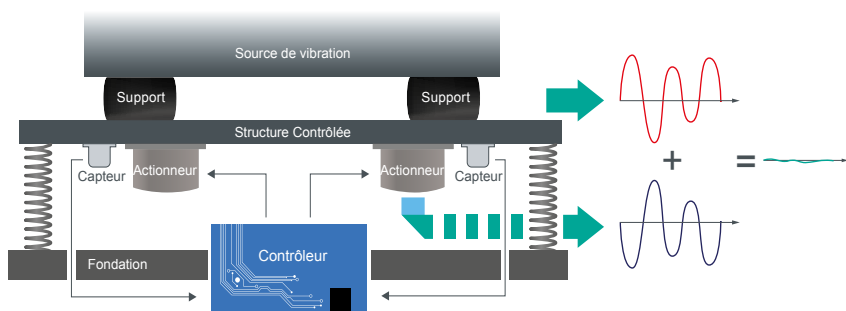 Source de vibration
Support
Support
Structure Contrôlée
Capteur
Actionneur
Actionneur
Capteur
Fondation
Contrôleur
+
=